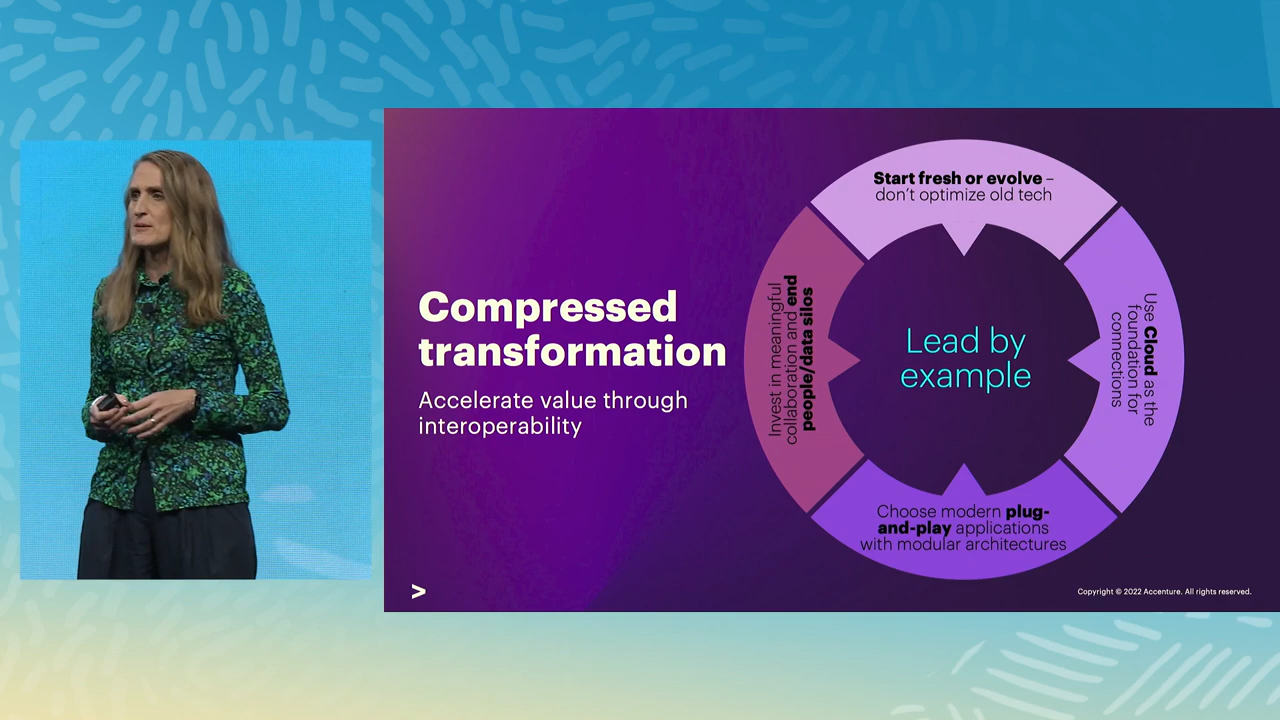 Compressed
transformation
Accelerate value through
interoperability
Start fresh or evolve –
don't optimize old tech
Use Cloud as the
foundation for
connections
Choose modern plug-
and-play applications
with modular architectures
Invest in meaningful
collaboration and end
people/data silos
Lead by
example
>
Copyright © 2022 Accenture. All rights reserved.